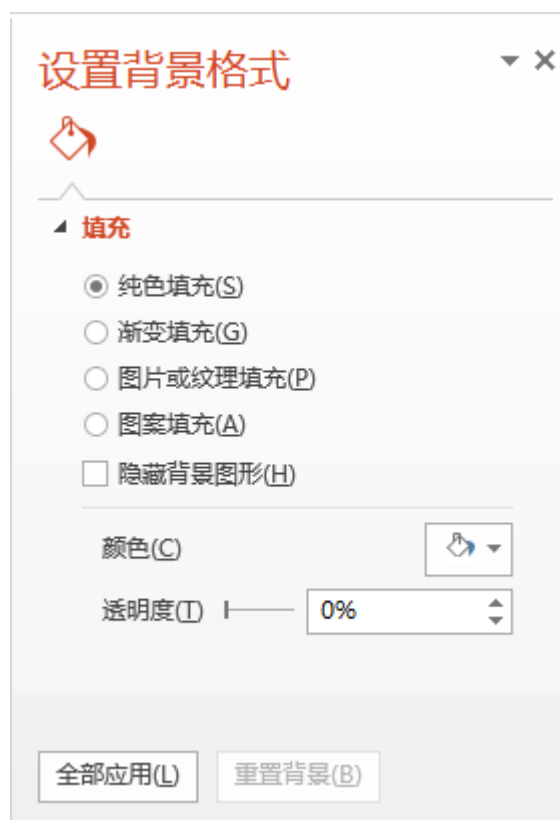 设置背景格式
填充
纯色填充(S)
渐变填充(G)
图片或纹理填充(P)
图案填充(A)
隐藏背景图形(H)
颜色(C)
透明度(T) 0%
全部应用(L) 重置背景(B)